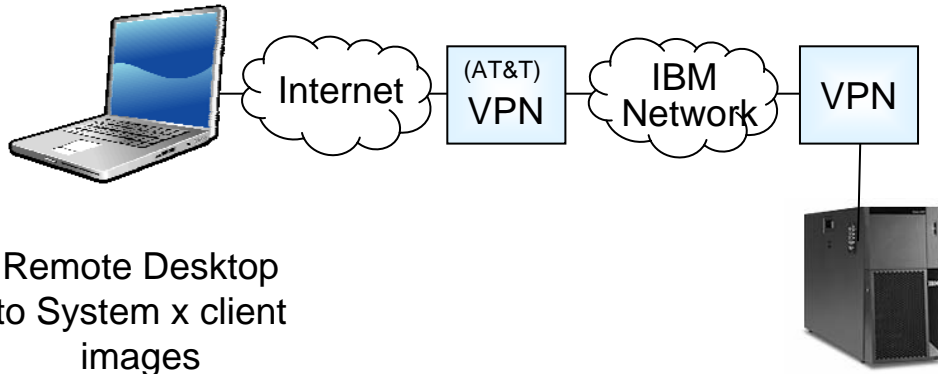 Internet
(AT&T)
VPN
IBM
Network
VPN
Remote Desktop
to System x client
images